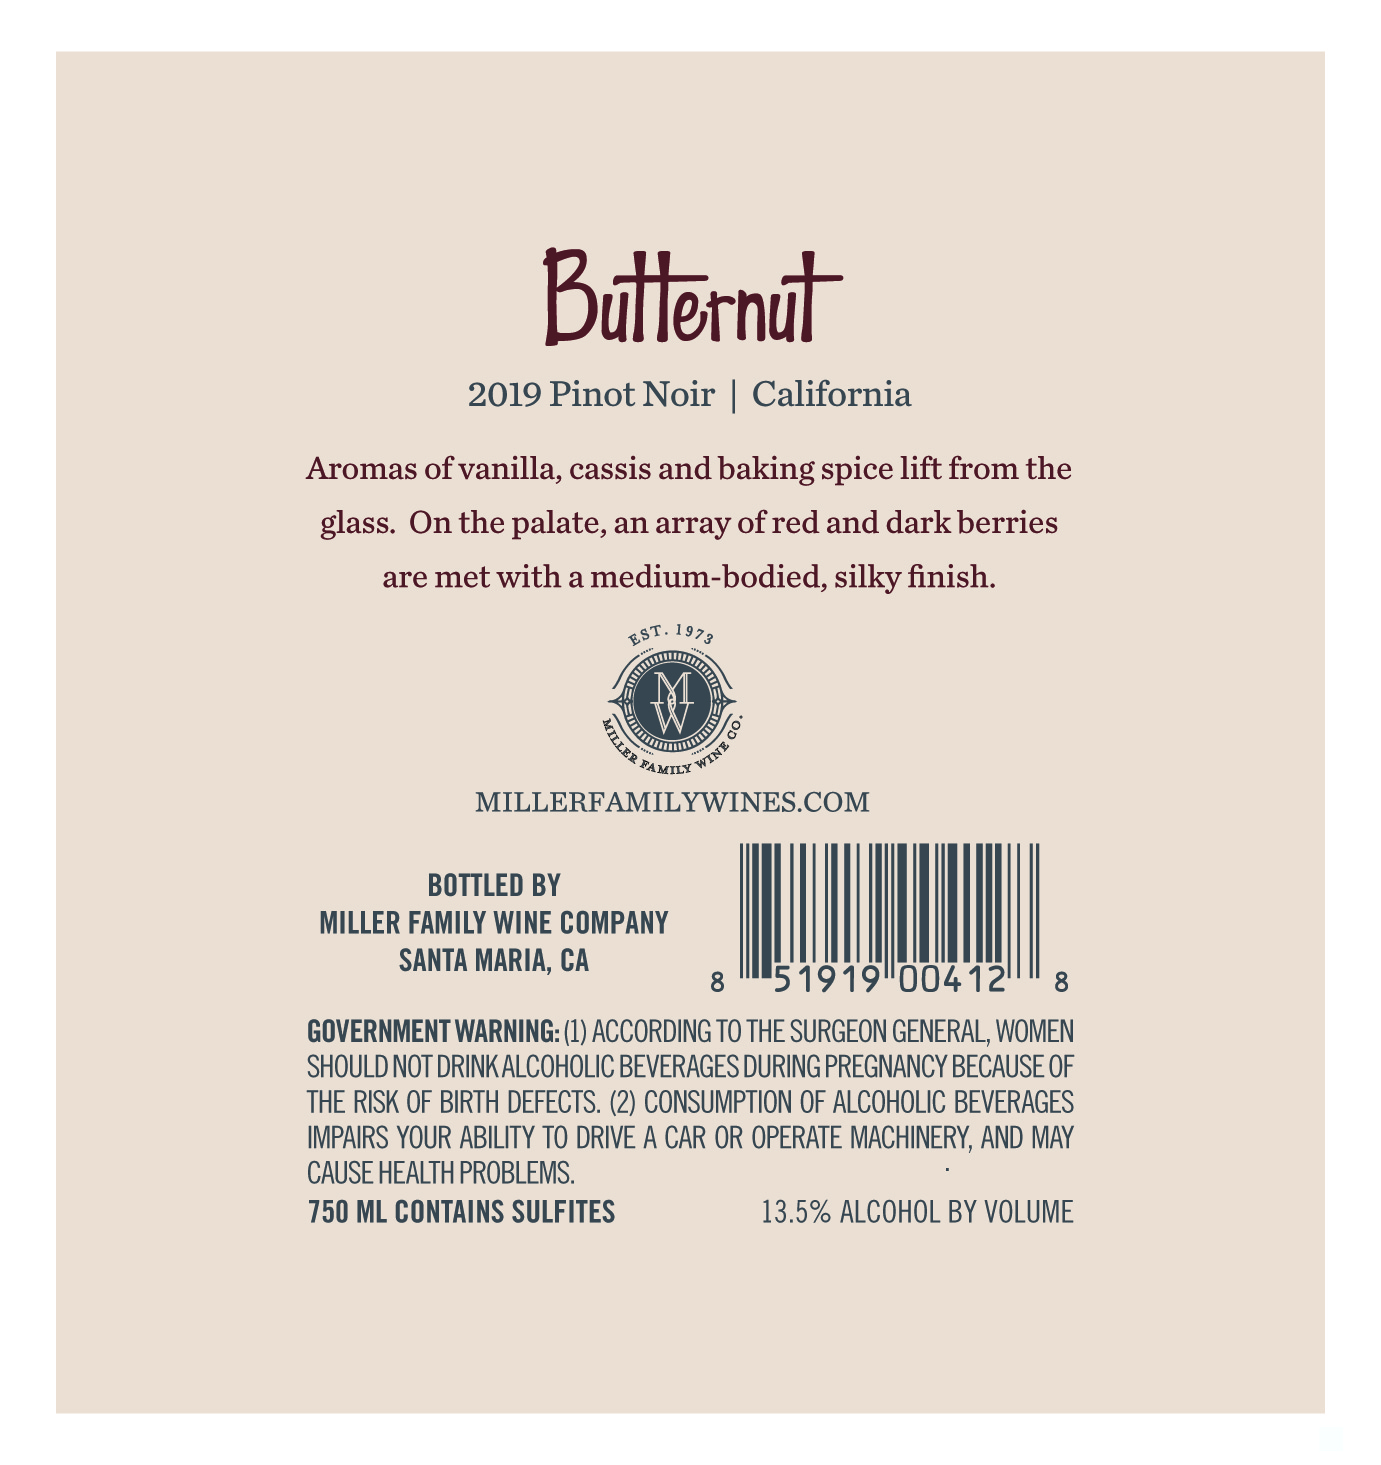 Butternut
2019 Pinot Noir | California
Aromas of vanilla, cassis and baking spice lift from the
glass. On the palate, an array of red and dark berries
are met with a medium-bodied, silky finish.
EST. 1973
MW
MILLER FAMILY WINE CO.
MILLERFAMILYWINES.COM
BOTTLED BY
MILLER FAMILY WINE COMPANY
SANTA MARIA, CA
8 51919 00412 8
GOVERNMENT WARNING: (1) ACCORDING TO THE SURGEON GENERAL, WOMEN
SHOULD NOT DRINK ALCOHOLIC BEVERAGES DURING PREGNANCY BECAUSE OF
THE RISK OF BIRTH DEFECTS. (2) CONSUMPTION OF ALCOHOLIC BEVERAGES
IMPAIRS YOUR ABILITY TO DRIVE A CAR OR OPERATE MACHINERY, AND MAY
CAUSE HEALTH PROBLEMS.
750 ML CONTAINS SULFITES 13.5% ALCOHOL BY VOLUME